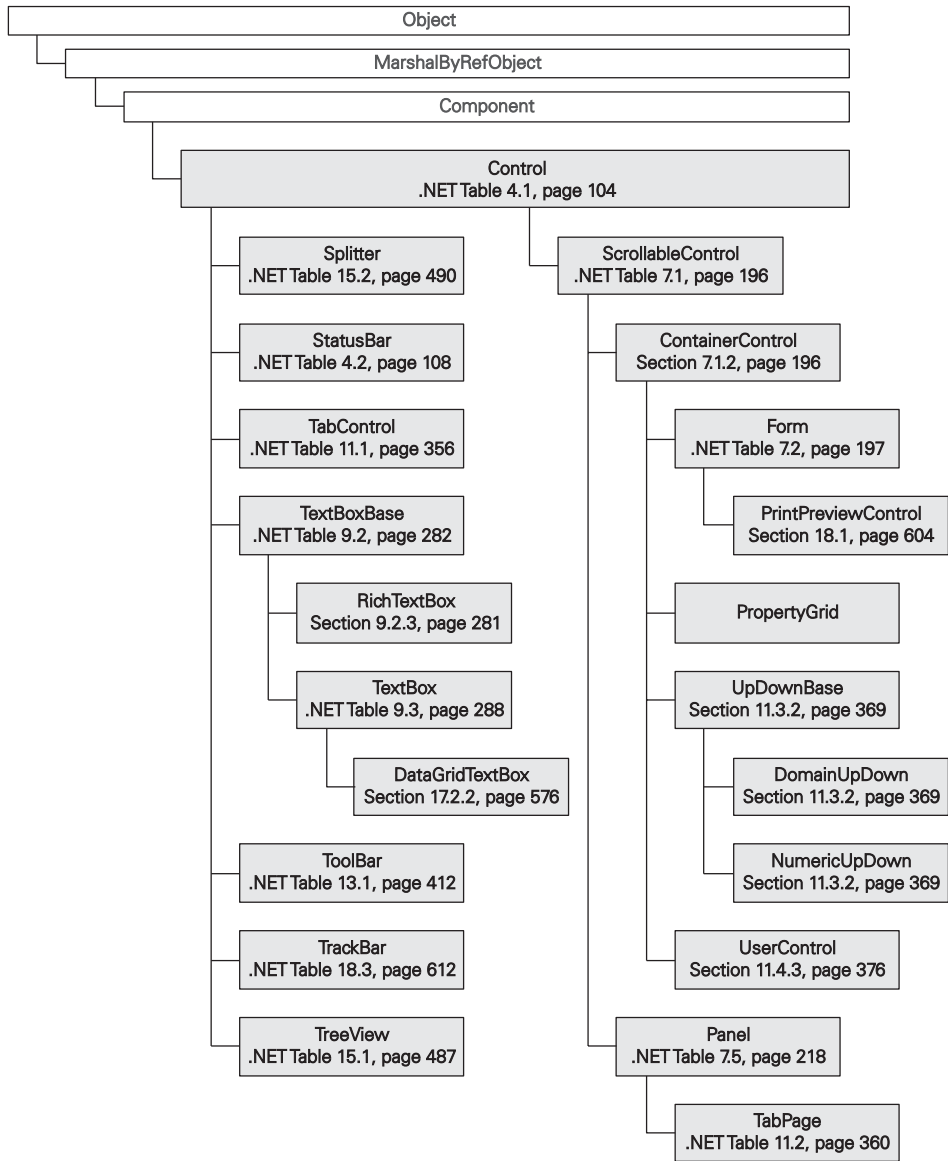 Object
MarshalByRefObject
Component
Control
.NET Table 4.1, page 104
Splitter
.NET Table 15.2, page 490
StatusBar
.NET Table 4.2, page 108
TabControl
.NET Table 11.1, page 356
TextBoxBase
.NET Table 9.2, page 282
RichTextBox
Section 9.2.3, page 281
TextBox
.NET Table 9.3, page 288
DataGridTextBox
Section 17.2.2, page 576
ToolBar
.NET Table 13.1, page 412
TrackBar
.NET Table 18.3, page 612
TreeView
.NET Table 15.1, page 487
ScrollableControl
.NET Table 7.1, page 196
ContainerControl
Section 7.1.2, page 196
Form
.NET Table 7.2, page 197
PrintPreviewControl
Section 18.1, page 604
PropertyGrid
UpDownBase
Section 11.3.2, page 369
DomainUpDown
Section 11.3.2, page 369
NumericUpDown
Section 11.3.2, page 369
UserControl
Section 11.4.3, page 376
Panel
.NET Table 7.5, page 218
TabPage
.NET Table 11.2, page 360